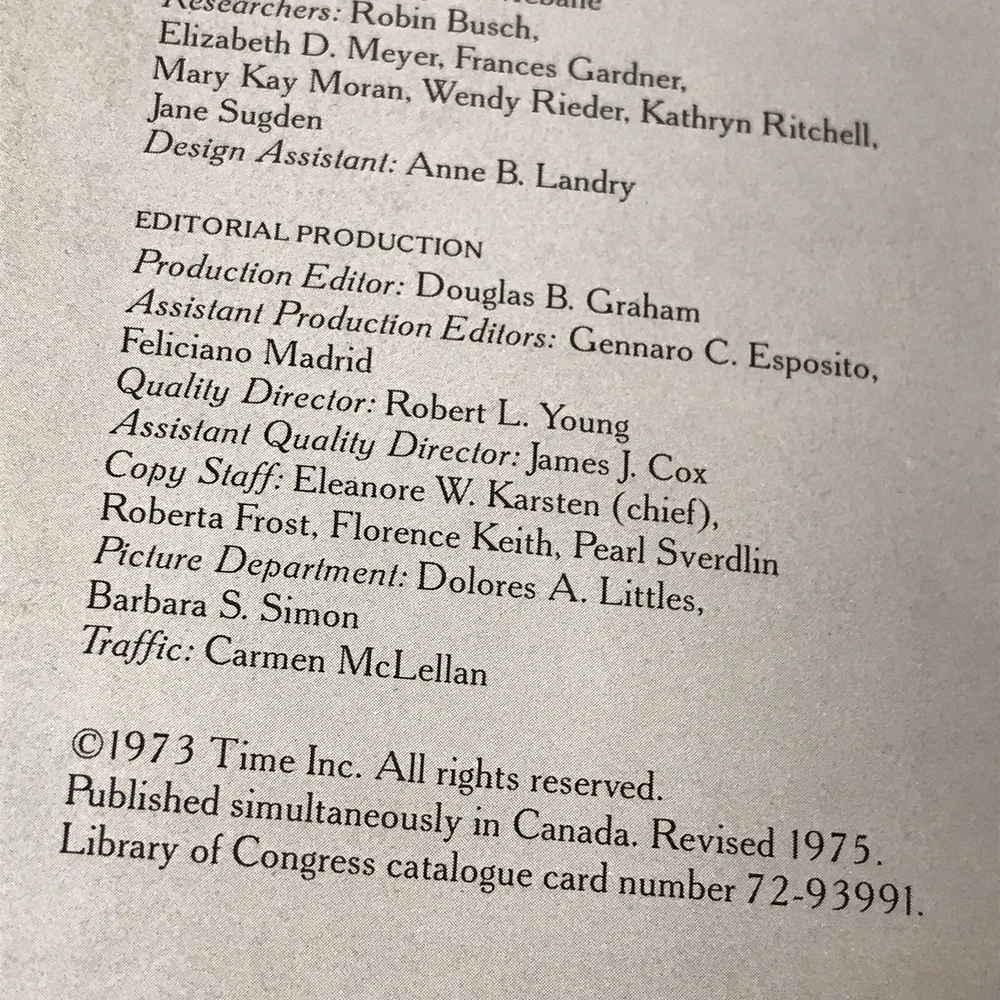 Researchers: Robin Busch,
Elizabeth D. Meyer, Frances Gardner,
Mary Kay Moran, Wendy Rieder, Kathryn Ritchell,
Jane Sugden
Design Assistant: Anne B. Landry
EDITORIAL PRODUCTION
Production Editor: Douglas B. Graham
Assistant Production Editors: Gennaro C. Esposito,
Feliciano Madrid
Quality Director: Robert L. Young
Assistant Quality Director: James J. Cox
Copy Staff: Eleanore W. Karsten (chief),
Roberta Frost, Florence Keith, Pearl Sverdlin
Picture Department: Dolores A. Littles,
Barbara S. Simon
Traffic: Carmen McLellan
©1973 Time Inc. All rights reserved.
Published simultaneously in Canada. Revised 1975.
Library of Congress catalogue card number 72-93991.